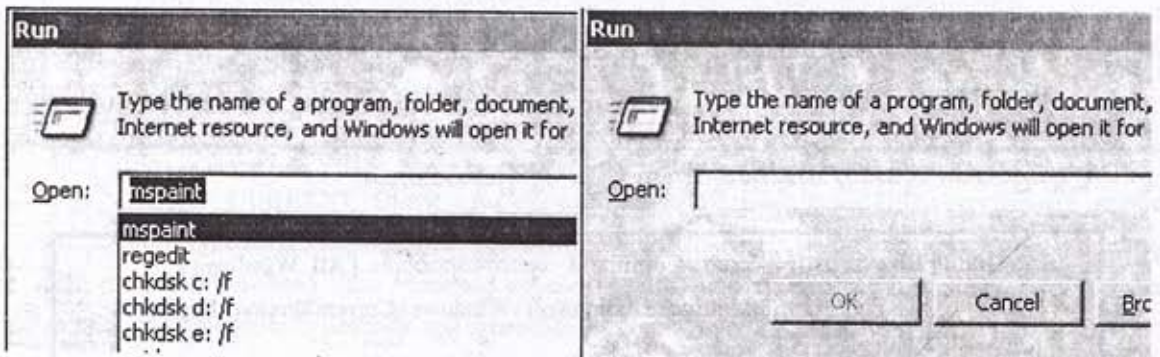 Run
Type the name of a program, folder, document,
Internet resource, and Windows will open it for
Open: mspaint
mspaint
regedit
chkdsk c: /f
chkdsk d: /f
chkdsk e: /f
Run
Type the name of a program, folder, document,
Internet resource, and Windows will open it for
Open:
OK Cancel Bro